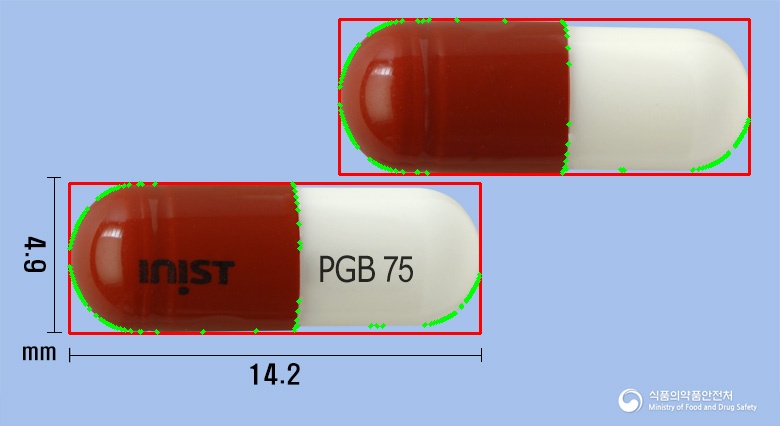 INIST
PGB 75
4.9
mm
14.2
식품의약품안전처
Ministry of Food and Drug Safety